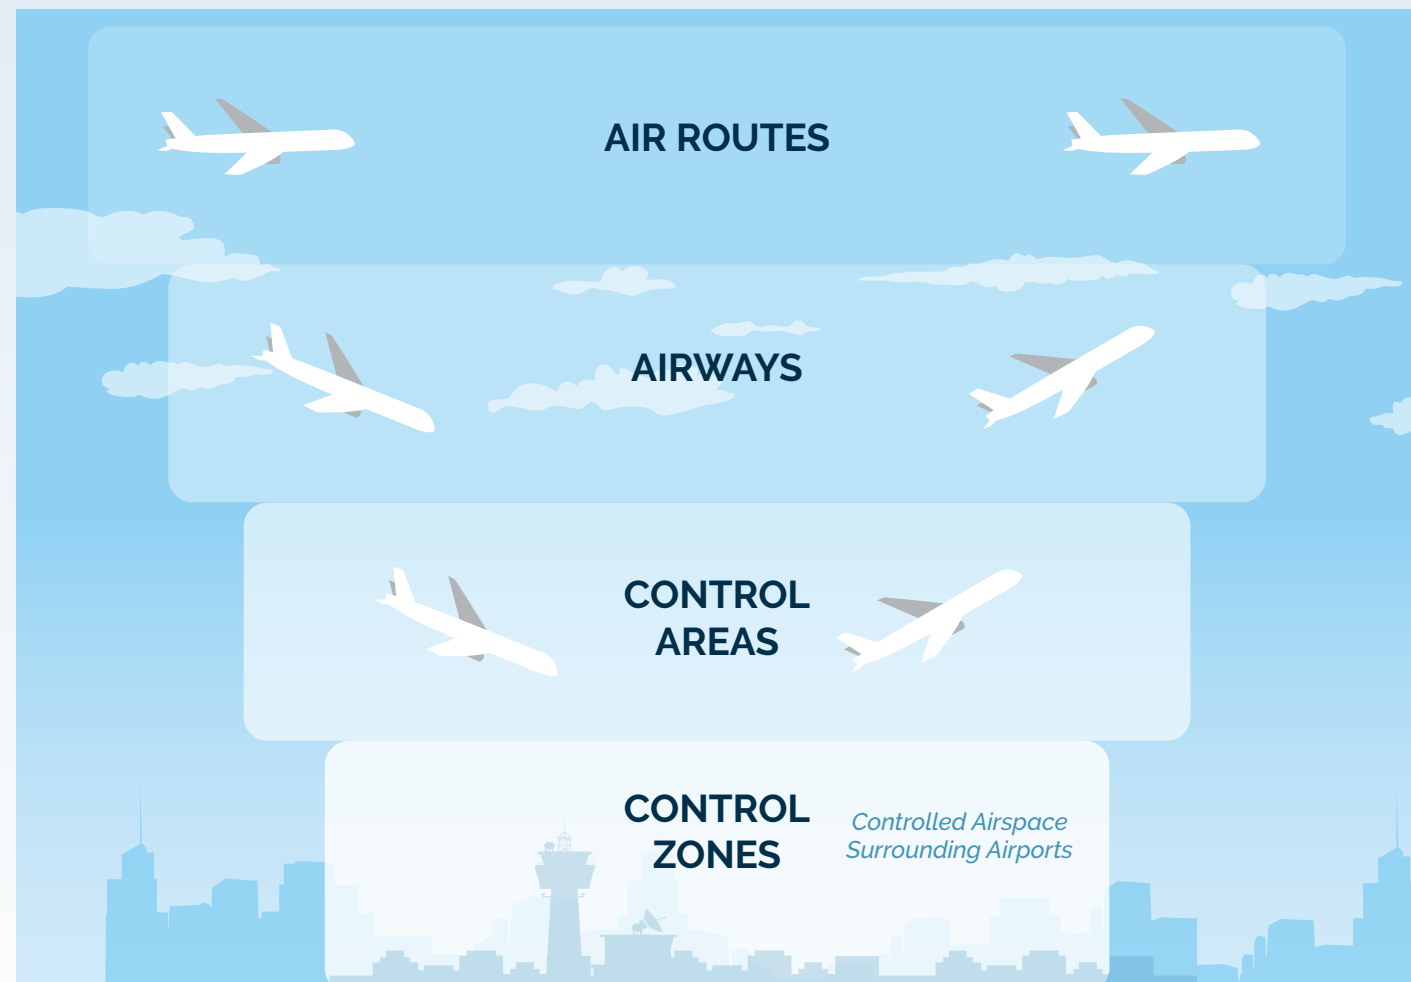 AIR ROUTES
AIRWAYS
CONTROL
AREAS
CONTROL
ZONES
Controlled Airspace
Surrounding Airports